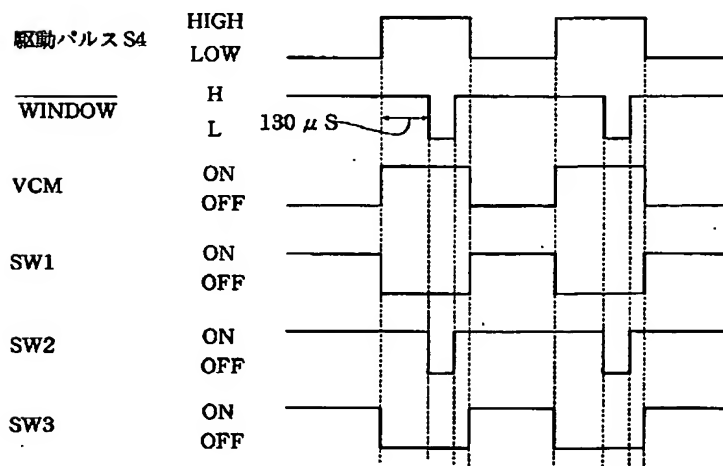 駆動パルス S4 HIGH
LOW
WINDOW H
L 130 μ S
VCM ON
OFF
SW1 ON
OFF
SW2 ON
OFF
SW3 ON
OFF